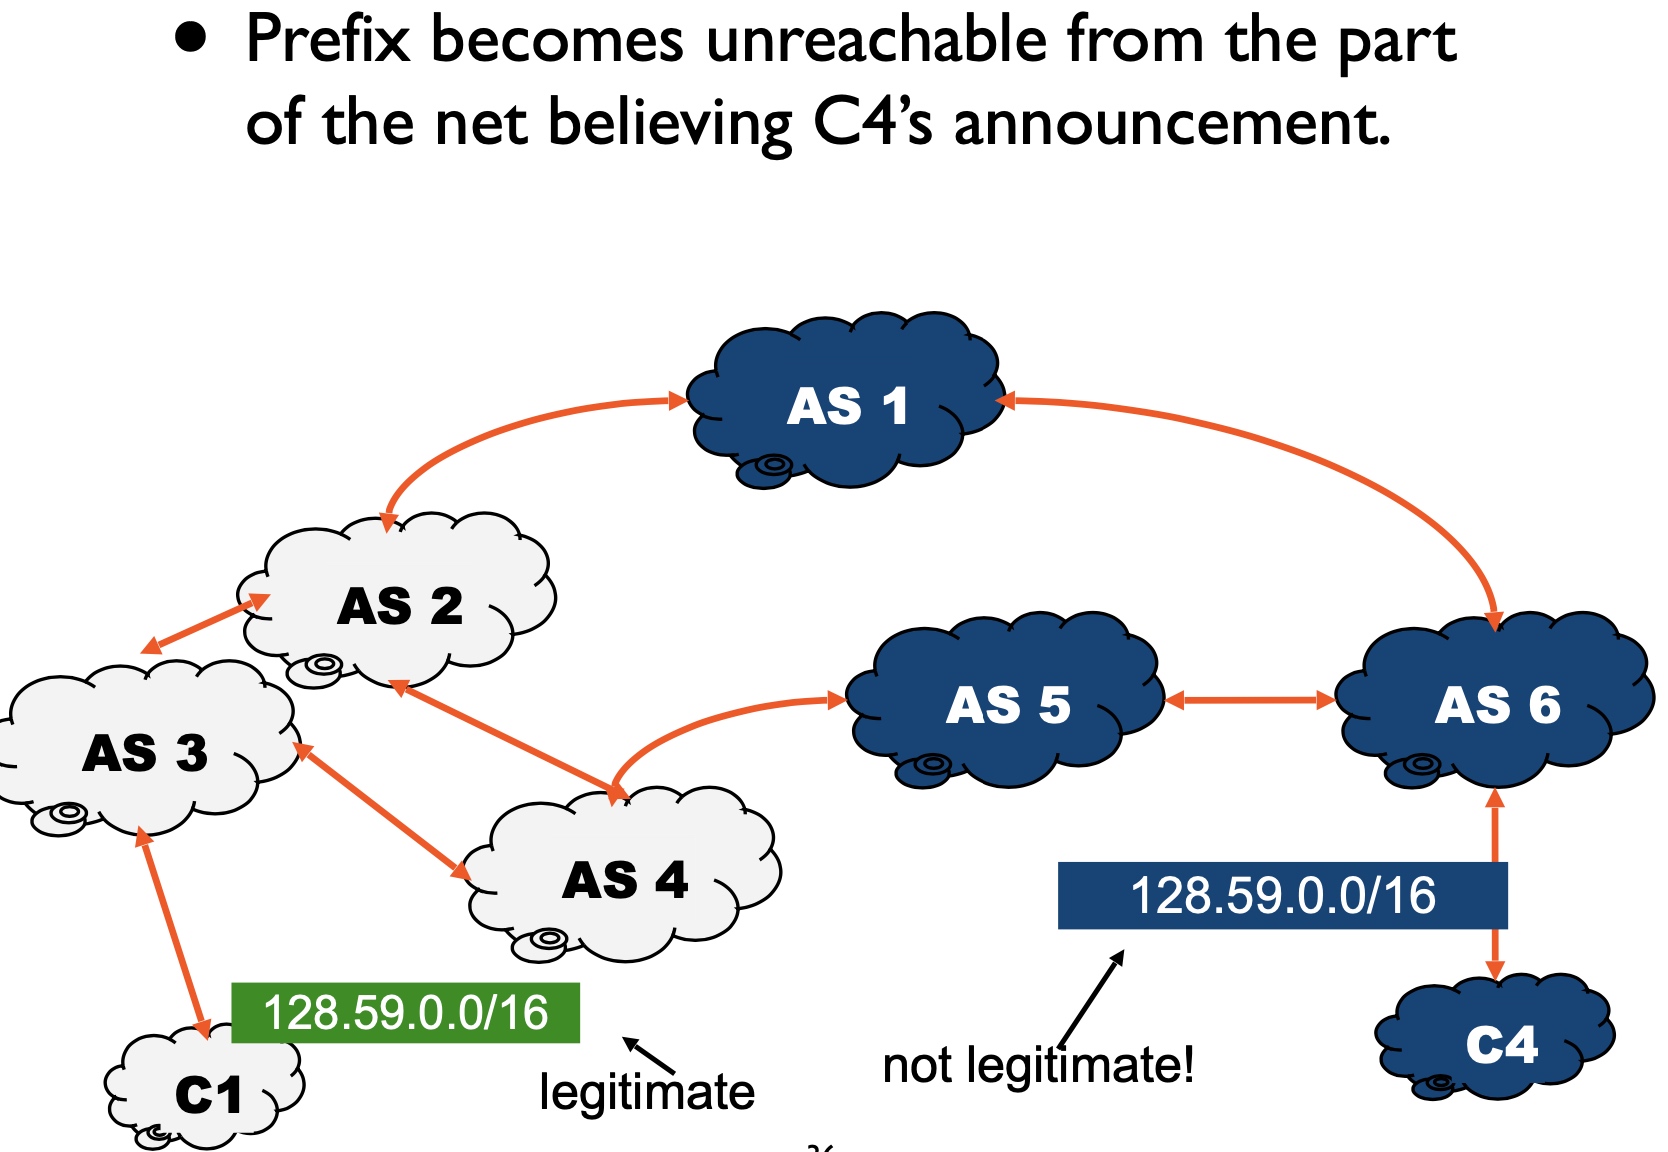 • Prefix becomes unreachable from the part
of the net believing C4’s announcement.
AS 1
AS 2
AS 3
AS 4
AS 5
AS 6
128.59.0.0/16
128.59.0.0/16
legitimate
not legitimate!
C1
C4